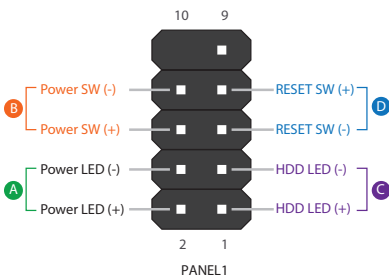 10 9
Power SW (-) RESET SW (+)
B D
Power SW (+) RESET SW (-)
Power LED (-) HDD LED (-)
A C
Power LED (+) HDD LED (+)
2 1
PANEL1